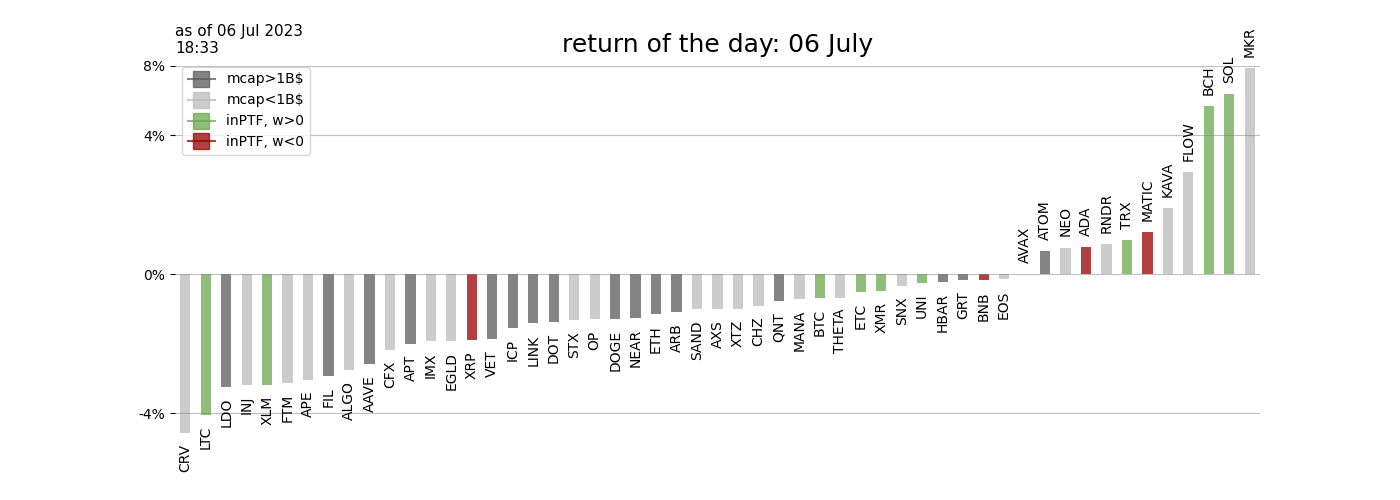 as of 06 Jul 2023
18:33
return of the day: 06 July
8%
4%
0%
-4%
mcap>1B$
mcap<1B$
inPTF, w>0
inPTF, w<0
CRV
LTC
LDO
INJ
XLM
FTM
APE
FIL
ALGO
AAVE
CFX
APT
IMX
EGLD
XRP
VET
ICP
LINK
DOT
STX
OP
DOGE
NEAR
ETH
ARB
SAND
AXS
XTZ
CHZ
QNT
MANA
BTC
THETA
ETC
XMR
SNX
UNI
HBAR
GRT
BNB
EOS
AVAX
ATOM
NEO
ADA
RNDR
TRX
MATIC
KAVA
FLOW
BCH
SOL
MKR